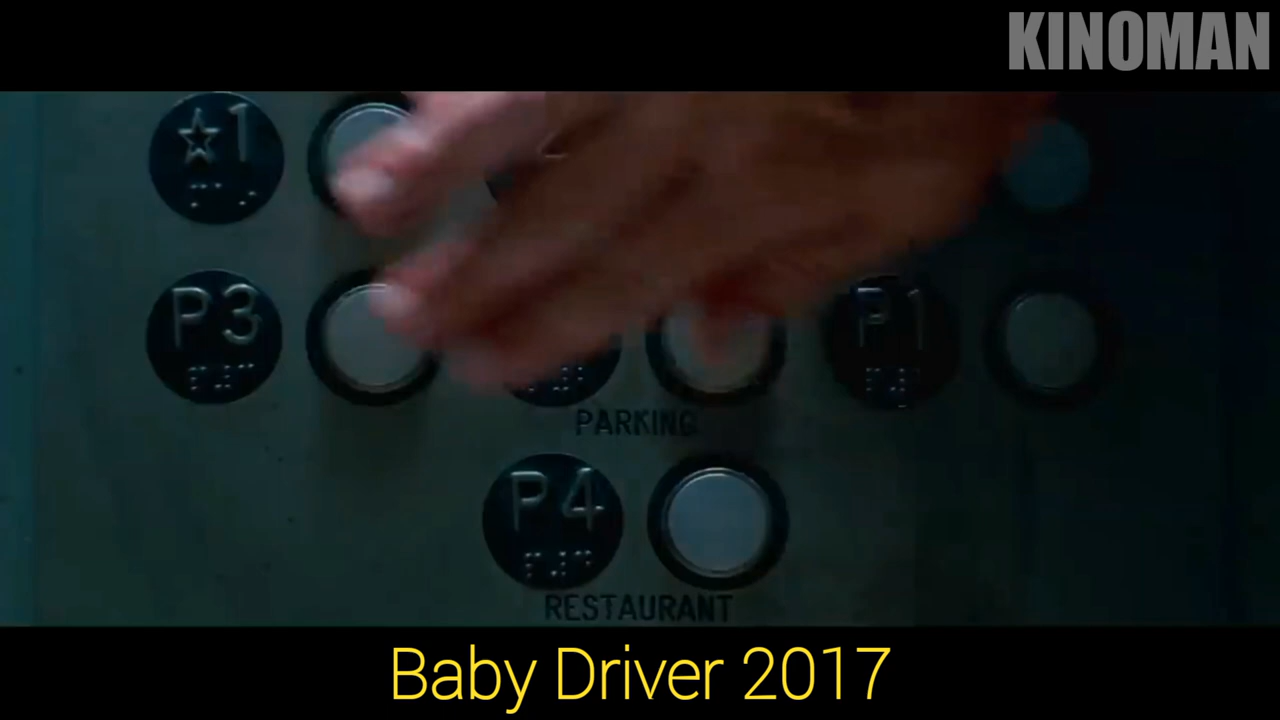 KINOMAN
☆1
P3
P1
PARKING
P4
RESTAURANT
Baby Driver 2017